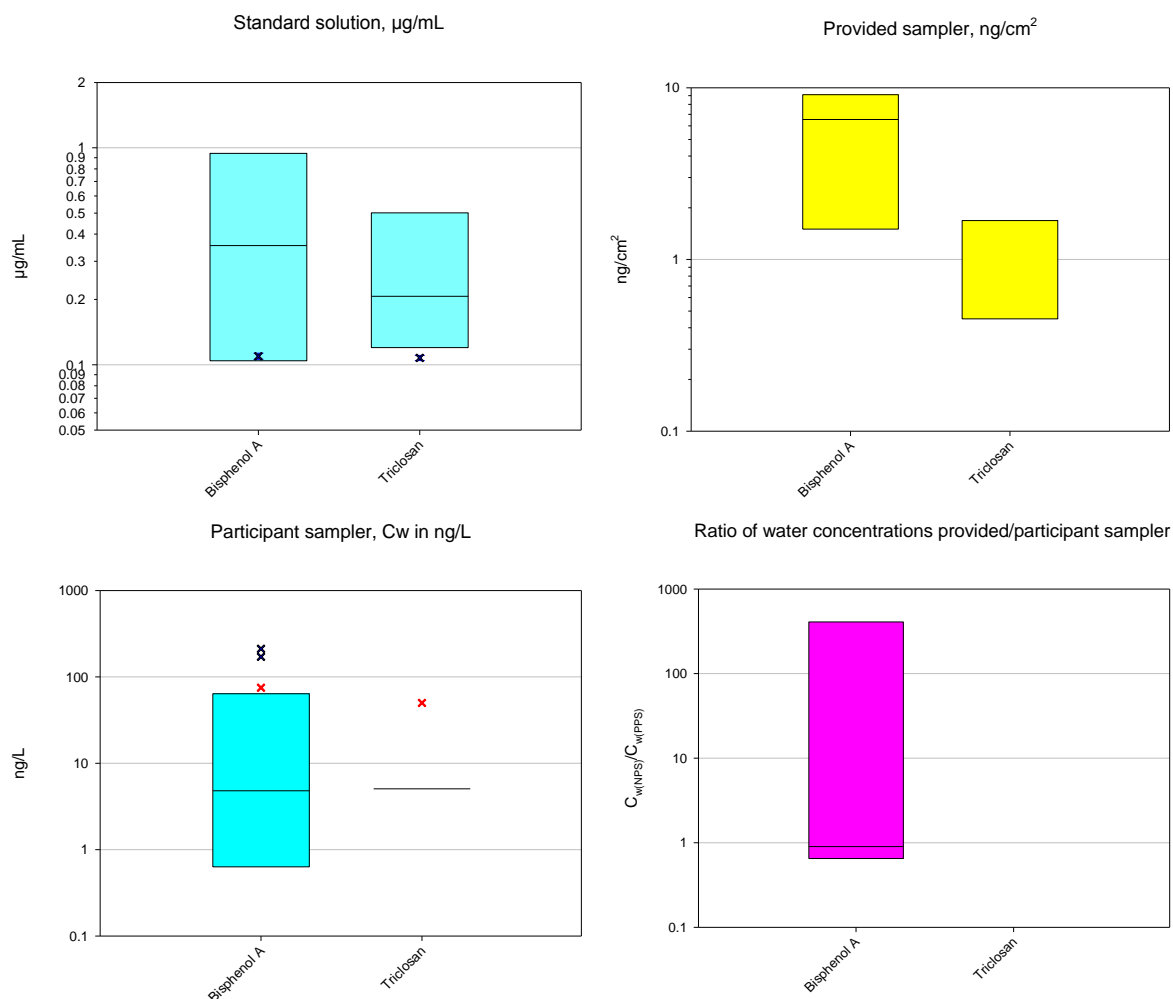 Standard solution, µg/mL
µg/mL
2
1
0.9
0.8
0.7
0.6
0.5
0.4
0.3
0.2
0.1
0.09
0.08
0.07
0.06
0.05
Bisphenol A
Triclosan
Provided sampler, ng/cm²
ng/cm²
10
1
0.1
Bisphenol A
Triclosan
Participant sampler, Cw in ng/L
ng/L
1000
100
10
1
0.1
Bisphenol A
Triclosan
Ratio of water concentrations provided/participant sampler
Cw(NPS)/Cw(PPS)
1000
100
10
1
0.1
Bisphenol A
Triclosan